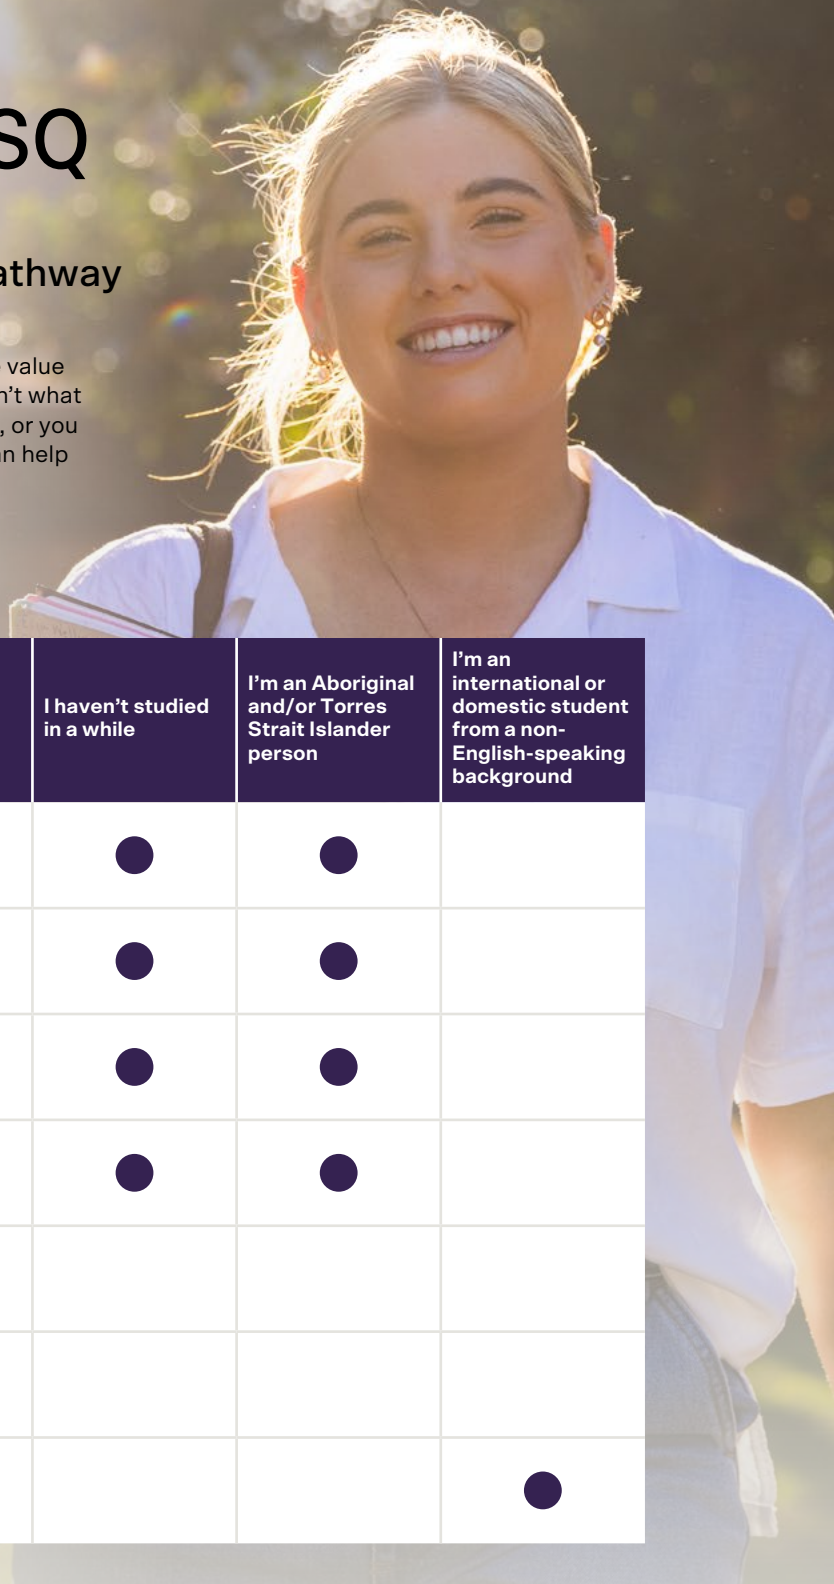 SQ
athway
value
n't what
, or you
n help
I haven't studied
in a while
I'm an Aboriginal
and/or Torres
Strait Islander
person
I'm an
international or
domestic student
from a non-
English-speaking
background